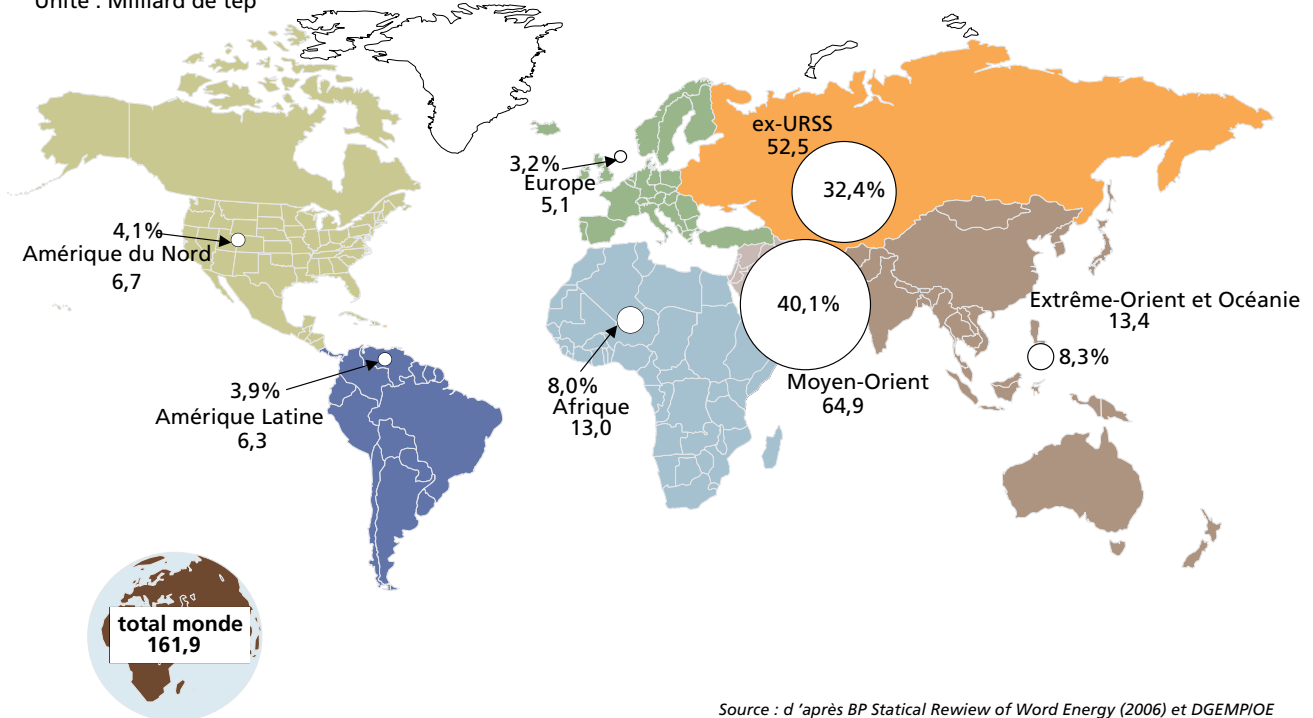 Unité : Milliard de tep
ex-URSS
52,5
32,4%
3,2%
Europe
5,1
4,1%
Amérique du Nord
6,7
40,1%
Moyen-Orient
64,9
Extrême-Orient et Océanie
13,4
8,3%
3,9%
Amérique Latine
6,3
8,0%
Afrique
13,0
total monde
161,9
Source : d ’après BP Statical Rewiew of Word Energy (2006) et DGEMP/OE